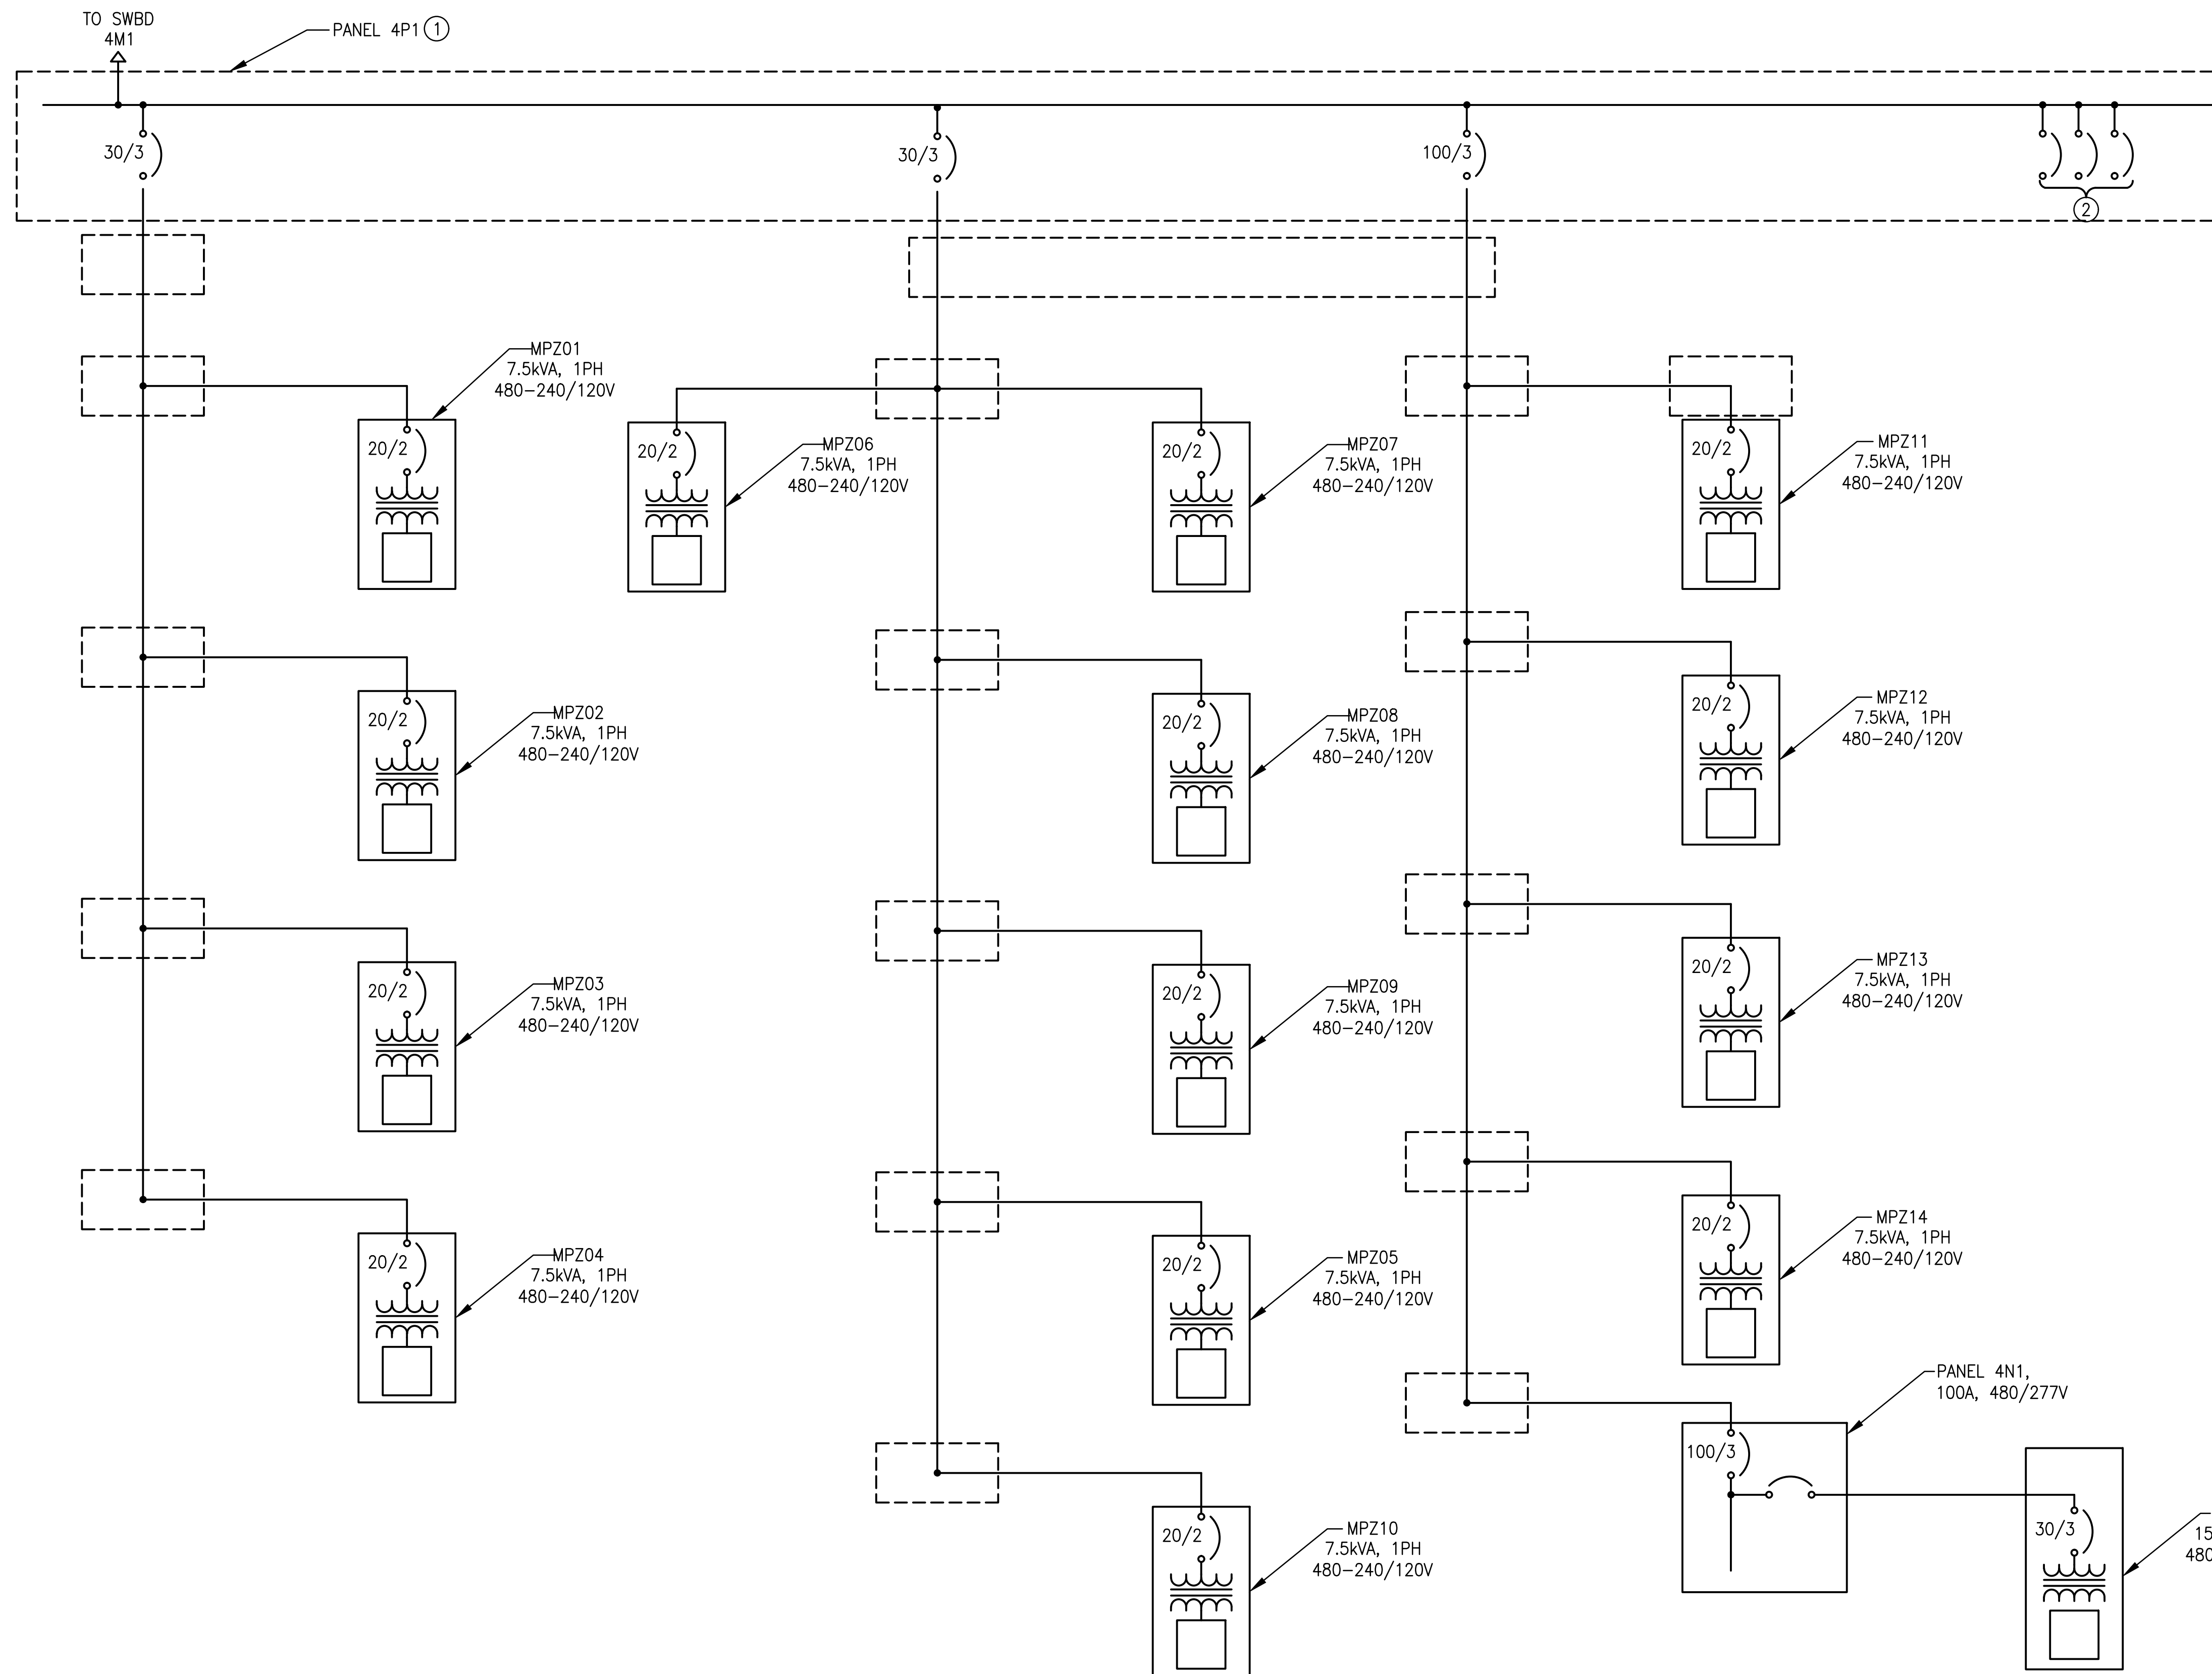 TO SWBD
4M1
PANEL 4P1 1
30/3
30/3
100/3
2
MPZ01
7.5kVA, 1PH
480-240/120V
20/2
MPZ06
7.5kVA, 1PH
480-240/120V
20/2
MPZ07
7.5kVA, 1PH
480-240/120V
20/2
MPZ11
7.5kVA, 1PH
480-240/120V
20/2
MPZ02
7.5kVA, 1PH
480-240/120V
20/2
MPZ08
7.5kVA, 1PH
480-240/120V
20/2
MPZ12
7.5kVA, 1PH
480-240/120V
20/2
MPZ03
7.5kVA, 1PH
480-240/120V
20/2
MPZ09
7.5kVA, 1PH
480-240/120V
20/2
MPZ13
7.5kVA, 1PH
480-240/120V
20/2
MPZ04
7.5kVA, 1PH
480-240/120V
20/2
MPZ05
7.5kVA, 1PH
480-240/120V
20/2
MPZ14
7.5kVA, 1PH
480-240/120V
20/2
PANEL 4N1,
100A, 480/277V
100/3
MPZ10
7.5kVA, 1PH
480-240/120V
20/2
30/3
15
480